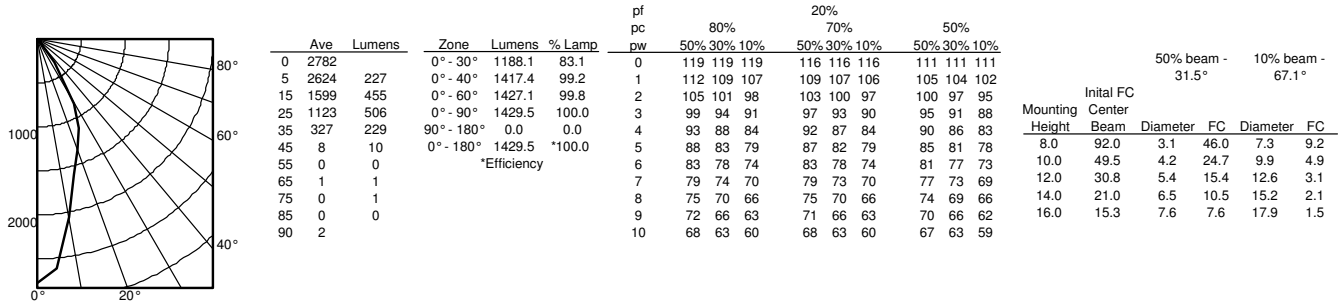 80°
60°
40°
1000
2000
0° 20°
Ave Lumens
0 2782
5 2624 227
15 1599 455
25 1123 506
35 327 229
45 8 10
55 0 0
65 1 1
75 0 1
85 0 0
90 2
Zone Lumens % Lamp
0° - 30° 1188.1 83.1
0° - 40° 1417.4 99.2
0° - 60° 1427.1 99.8
0° - 90° 1429.5 100.0
90° - 180° 0.0 0.0
0° - 180° 1429.5 *100.0
*Efficiency
pf 20%
pc 80% 70% 50%
pw 50% 30% 10% 50% 30% 10% 50% 30% 10%
0 119 119 119 116 116 116 111 111 111
1 112 109 107 109 107 106 105 104 102
2 105 101 98 103 100 97 100 97 95
3 99 94 91 97 93 90 95 91 88
4 93 88 84 92 87 84 90 86 83
5 88 83 79 87 82 79 85 81 78
6 83 78 74 83 78 74 81 77 73
7 79 74 70 79 73 70 77 73 69
8 75 70 66 75 70 66 74 69 66
9 72 66 63 71 66 63 70 66 62
10 68 63 60 68 63 60 67 63 59
50% beam - 10% beam -
31.5° 67.1°
Inital FC
Mounting Center
Height Beam Diameter FC Diameter FC
8.0 92.0 3.1 46.0 7.3 9.2
10.0 49.5 4.2 24.7 9.9 4.9
12.0 30.8 5.4 15.4 12.6 3.1
14.0 21.0 6.5 10.5 15.2 2.1
16.0 15.3 7.6 7.6 17.9 1.5